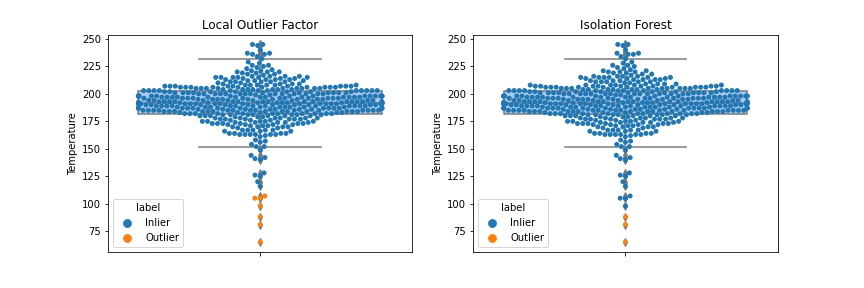 Local Outlier Factor
250
225
200
175
150
125
100
75
Temperature
label
Inlier
Outlier
Isolation Forest
250
225
200
175
150
125
100
75
Temperature
label
Inlier
Outlier